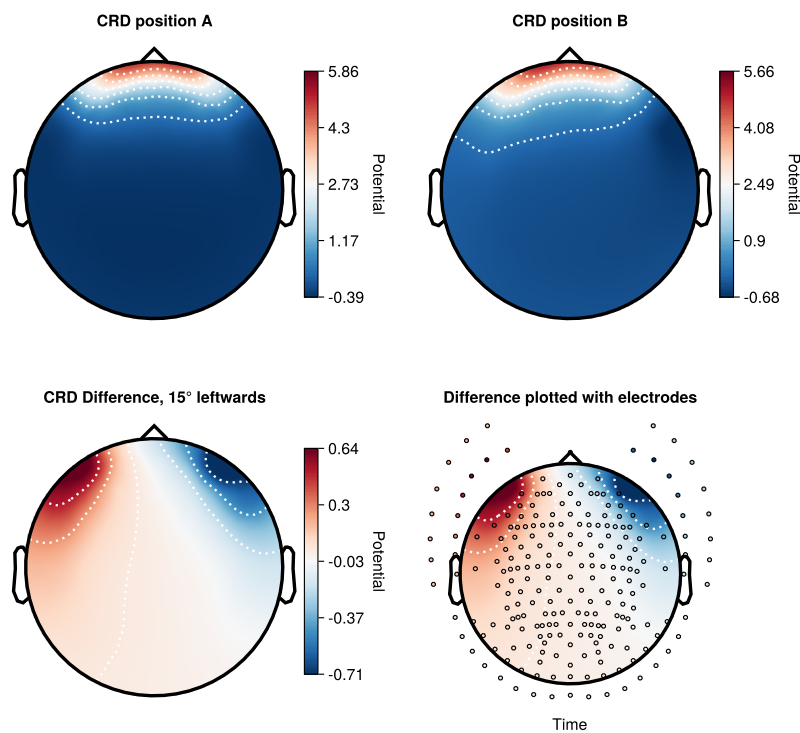 CRD position A
CRD position B
5.86
4.3
2.73
1.17
-0.39
Potential
5.66
4.08
2.49
0.9
-0.68
Potential
CRD Difference, 15° leftwards
Difference plotted with electrodes
0.64
0.3
-0.03
-0.37
-0.71
Potential
Time